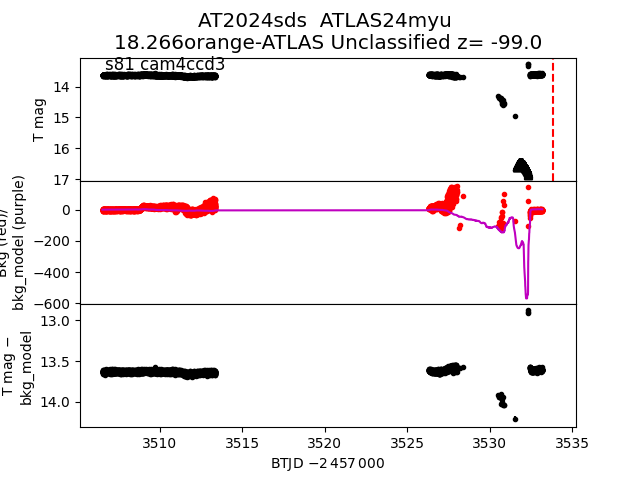 AT2024sds  ATLAS24myu
18.266orange-ATLAS Unclassified z= -99.0
s81 cam4ccd3
14
15
16
17
T mag
0
−200
−400
−600
Bkg (red)/
bkg_model (purple)
13.0
13.5
14.0
T mag −
bkg_model
3510 3515 3520 3525 3530 3535
BTJD −2 457 000